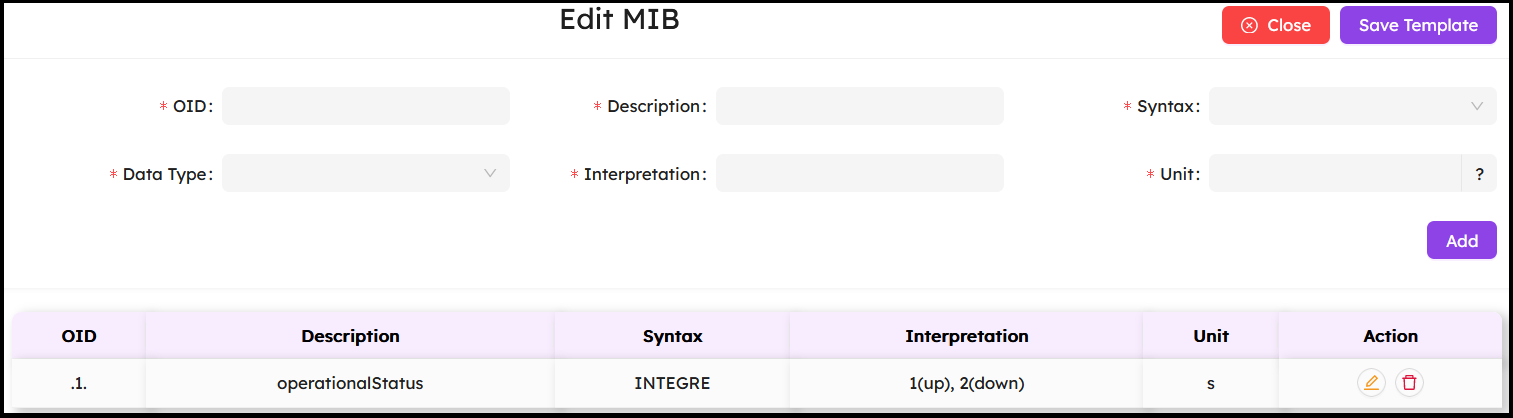 Edit MIB
Close Save Template
* OID: * Description: * Syntax:
* Data Type: * Interpretation: * Unit: ?
Add
OID Description Syntax Interpretation Unit Action
.1. operationalStatus INTEGRE 1(up), 2(down) s